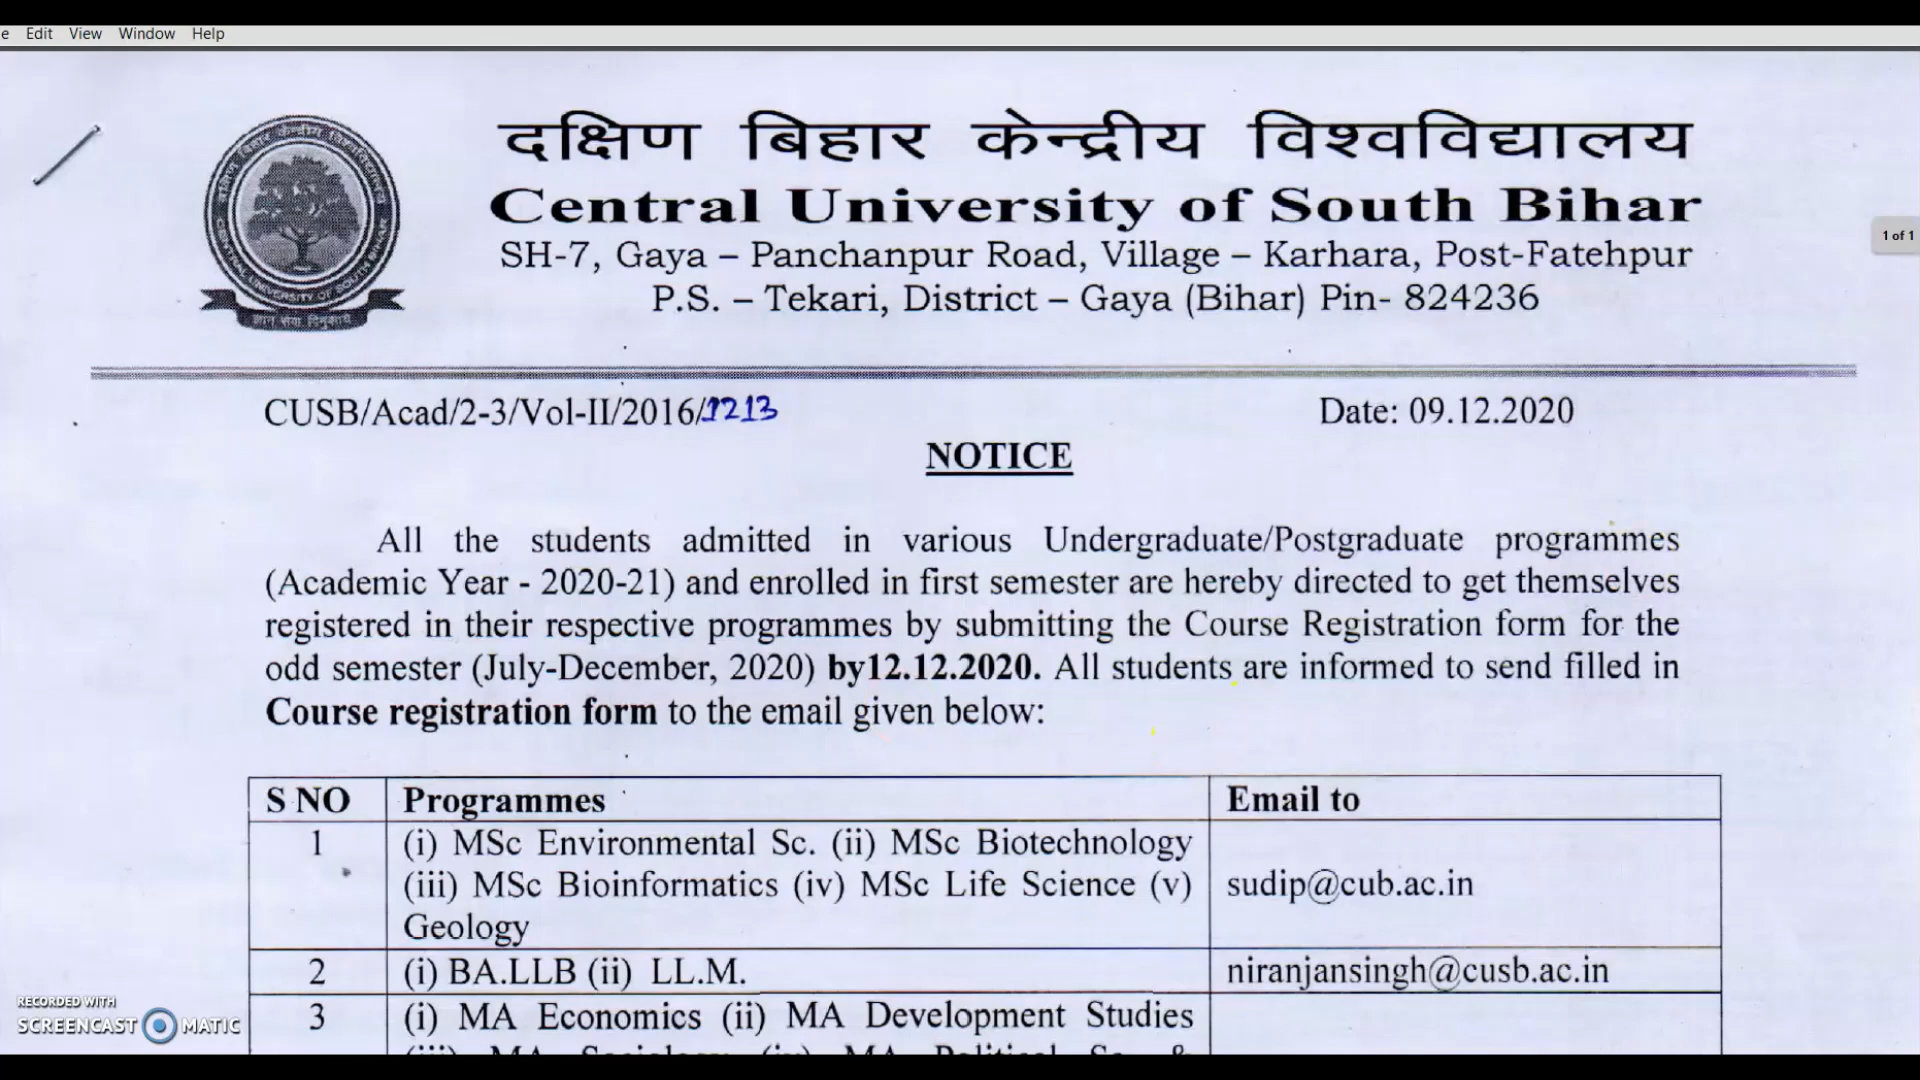 e Edit View Window Help
दक्षिण बिहार केन्द्रीय विश्वविद्यालय
Central University of South Bihar
SH-7, Gaya – Panchanpur Road, Village – Karhara, Post-Fatehpur
P.S. – Tekari, District – Gaya (Bihar) Pin- 824236
1 of 1
CUSB/Acad/2-3/Vol-II/2016/1213 Date: 09.12.2020
NOTICE
All the students admitted in various Undergraduate/Postgraduate programmes
(Academic Year - 2020-21) and enrolled in first semester are hereby directed to get themselves
registered in their respective programmes by submitting the Course Registration form for the
odd semester (July-December, 2020) by12.12.2020. All students are informed to send filled in
Course registration form to the email given below:
S NO Programmes Email to
1 (i) MSc Environmental Sc. (ii) MSc Biotechnology
(iii) MSc Bioinformatics (iv) MSc Life Science (v) sudip@cub.ac.in
Geology
2 (i) BA.LLB (ii) LL.M. niranjansingh@cusb.ac.in
3 (i) MA Economics (ii) MA Development Studies
RECORDED WITH
SCREENCAST MATIC